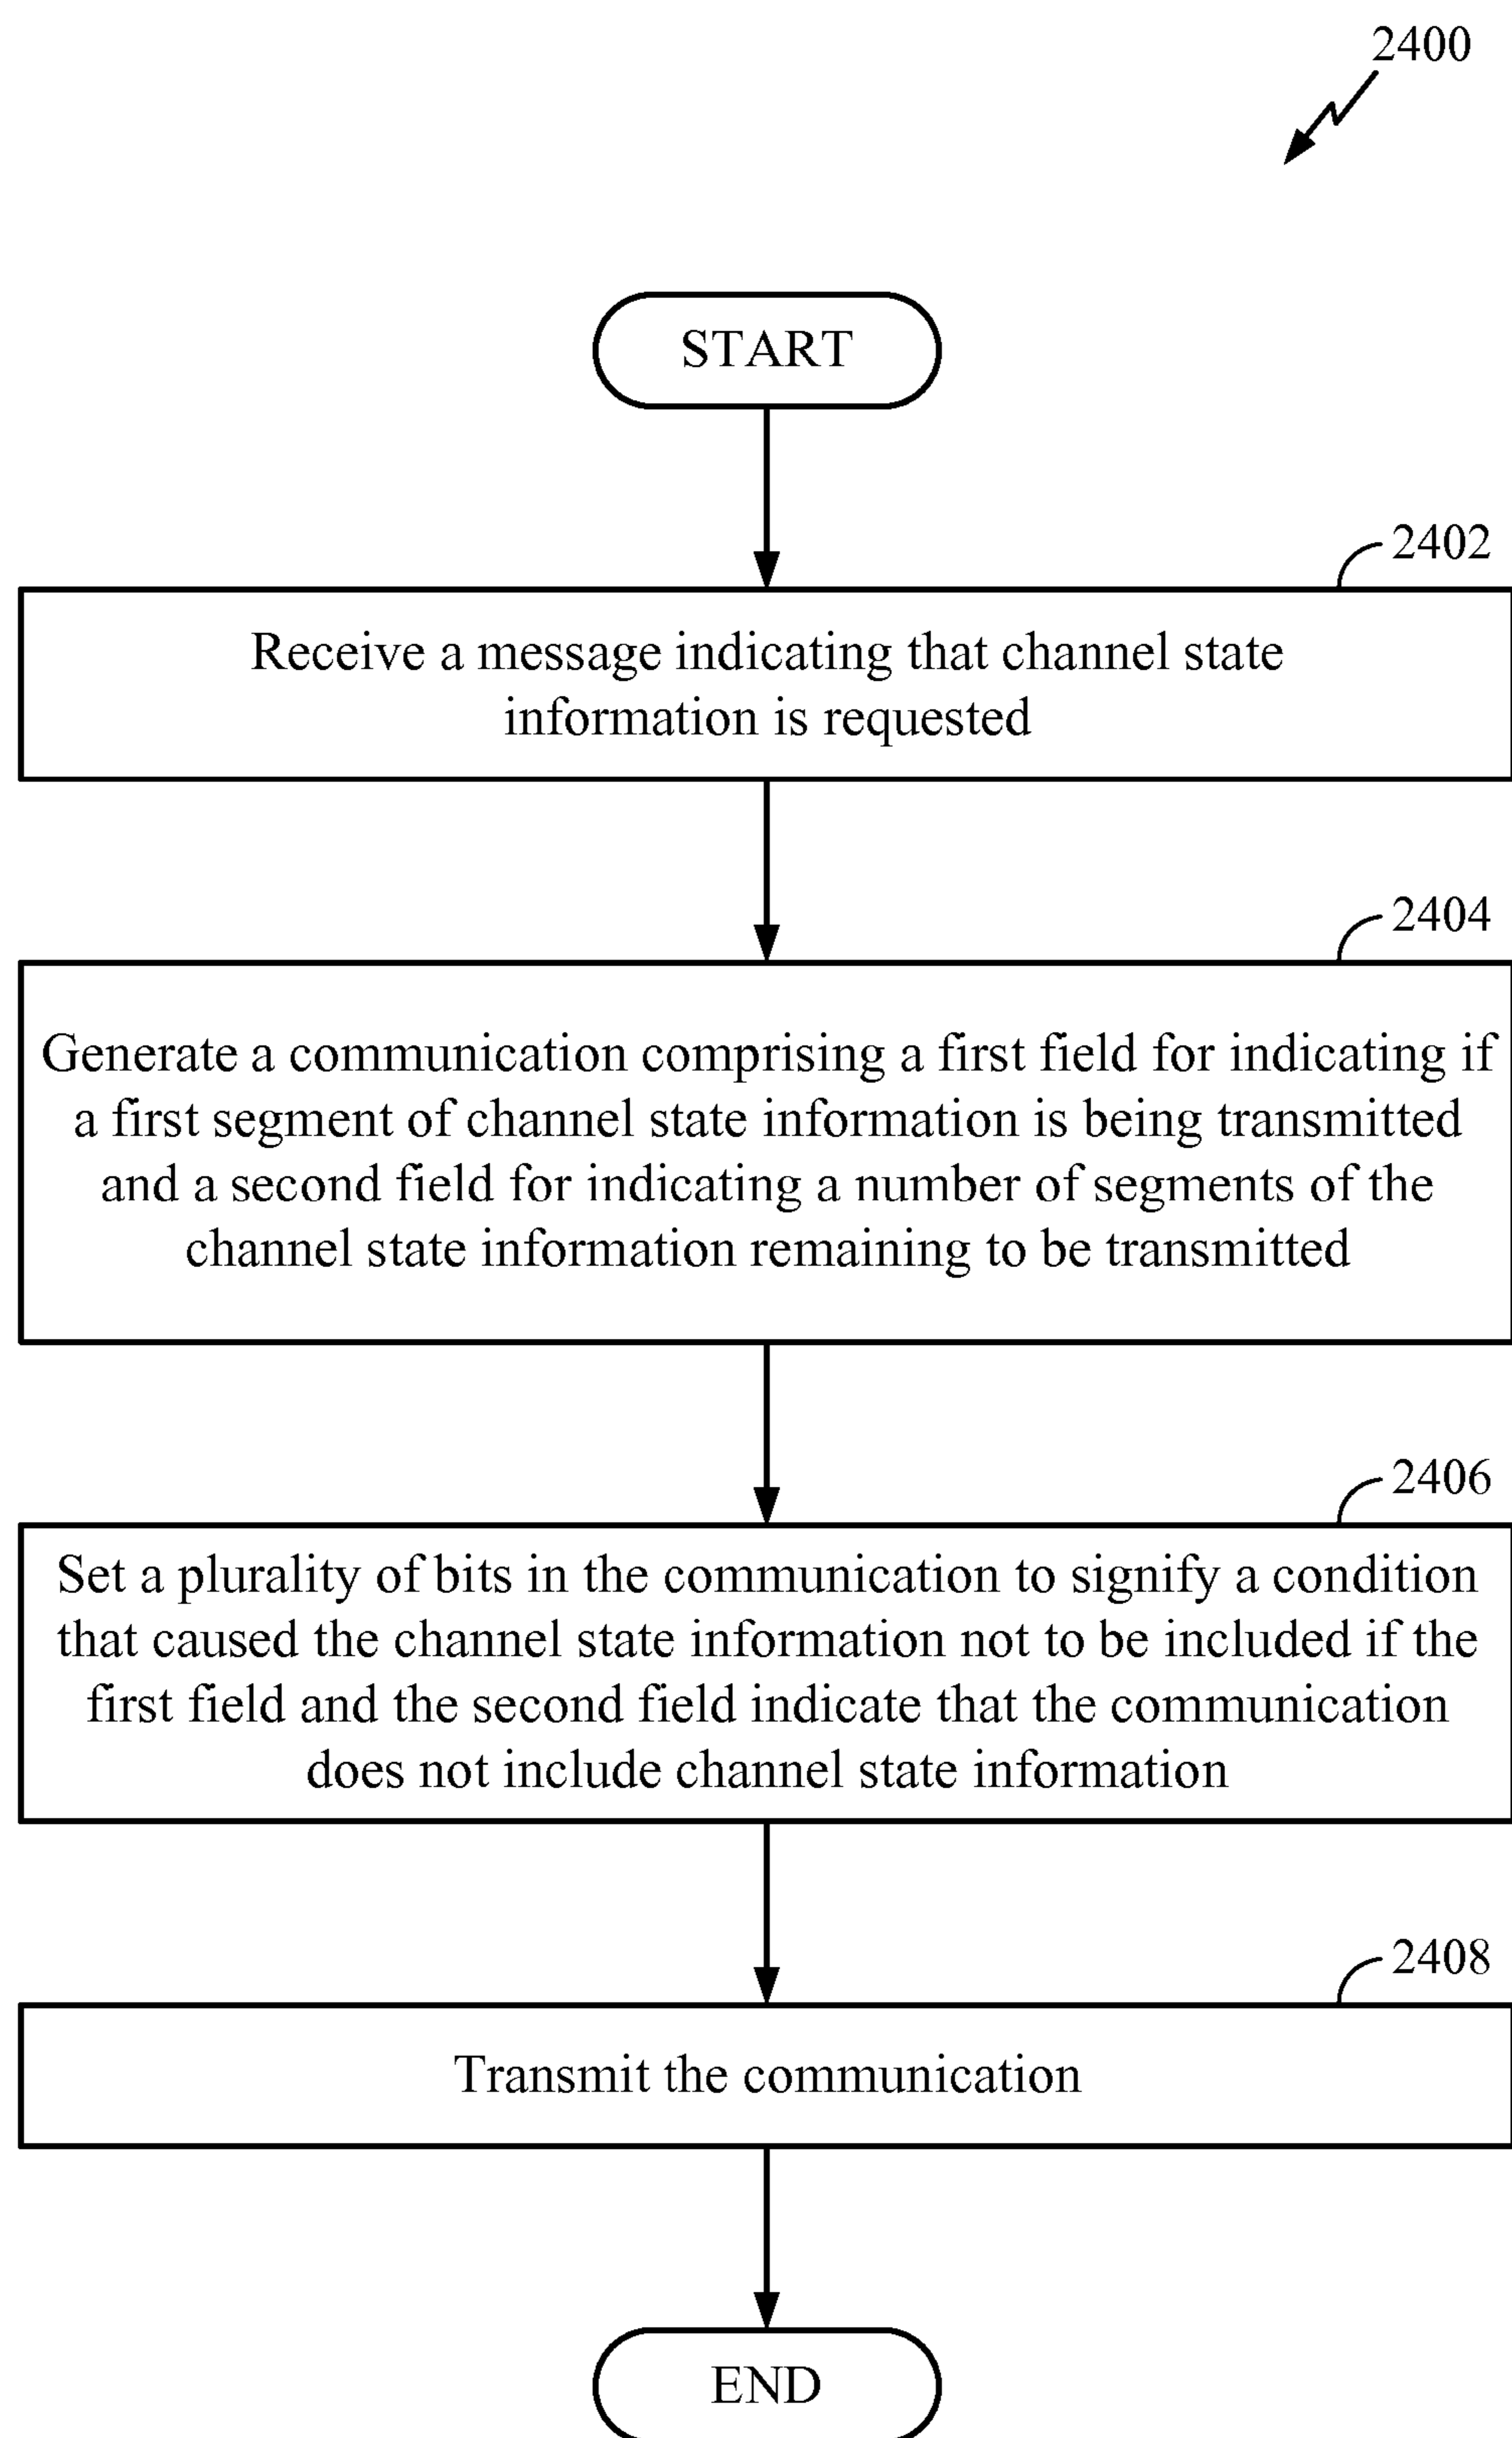 2400
START
2402
Receive a message indicating that channel state
information is requested
2404
Generate a communication comprising a first field for indicating if
a first segment of channel state information is being transmitted
and a second field for indicating a number of segments of the
channel state information remaining to be transmitted
2406
Set a plurality of bits in the communication to signify a condition
that caused the channel state information not to be included if the
first field and the second field indicate that the communication
does not include channel state information
2408
Transmit the communication
END